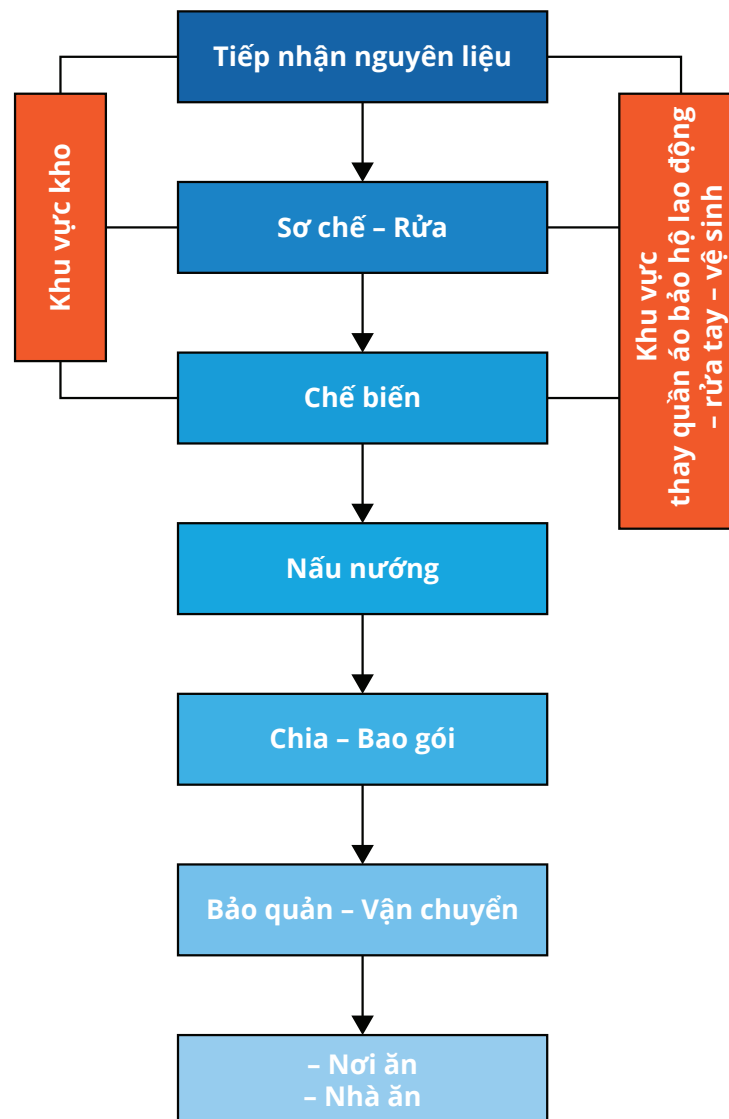 Tiếp nhận nguyên liệu
Khu vực kho
Khu vực
thay quần áo bảo hộ lao động
– rửa tay – vệ sinh
Sơ chế – Rửa
Chế biến
Nấu nướng
Chia – Bao gói
Bảo quản – Vận chuyển
– Nơi ăn
– Nhà ăn